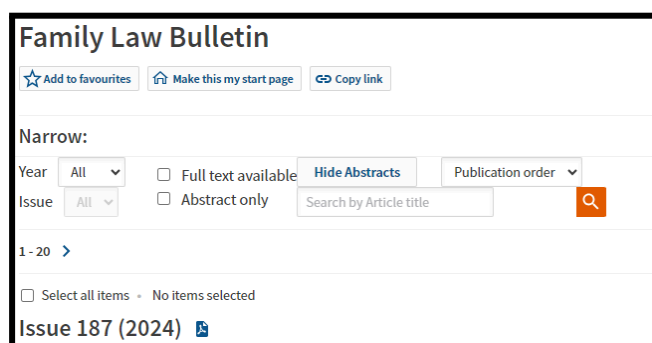 Family Law Bulletin
Add to favourites Make this my start page Copy link
Narrow:
Year All Full text available Hide Abstracts Publication order
Issue All Abstract only Search by Article title
1 - 20
Select all items • No items selected
Issue 187 (2024)